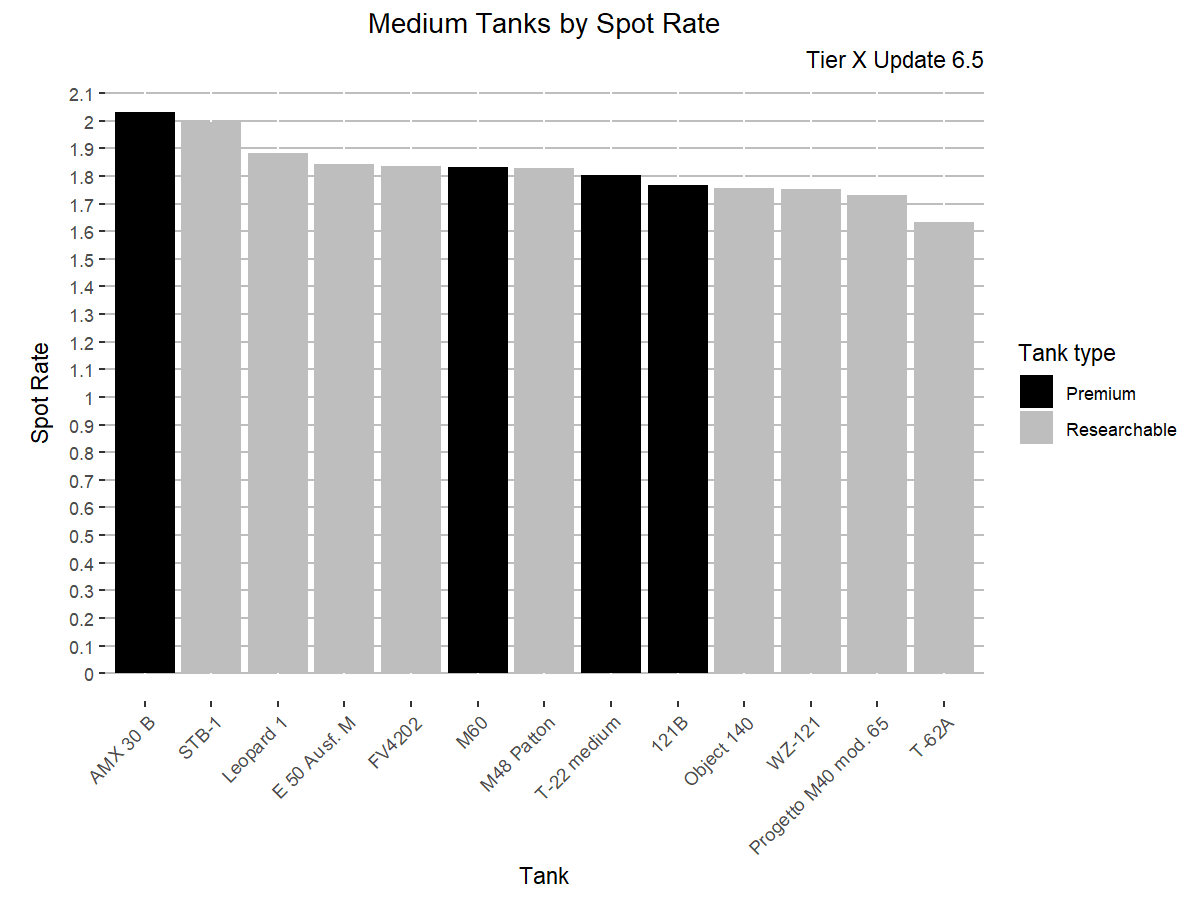 Medium Tanks by Spot Rate
Tier X Update 6.5
Spot Rate
2.1
2
1.9
1.8
1.7
1.6
1.5
1.4
1.3
1.2
1.1
1
0.9
0.8
0.7
0.6
0.5
0.4
0.3
0.2
0.1
0
AMX 30 B
STB-1
Leopard 1
E 50 Ausf. M
FV4202
M60
M48 Patton
T-22 medium
121B
Object 140
WZ-121
Progetto M40 mod. 65
T-62A
Tank
Tank type
Premium
Researchable